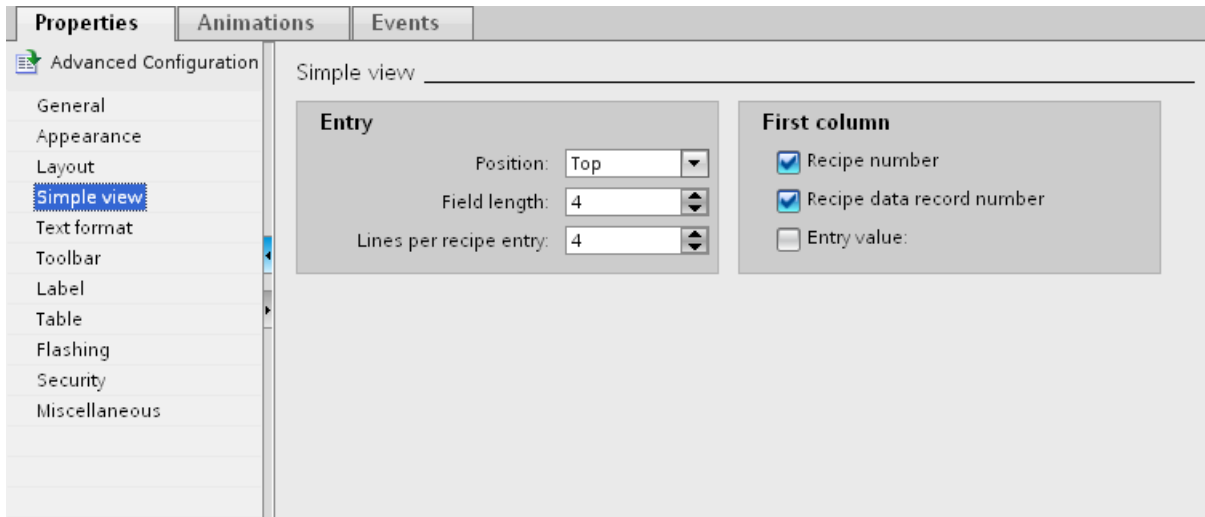 Properties
Animations
Events
Advanced Configuration
General
Appearance
Layout
Simple view
Text format
Toolbar
Label
Table
Flashing
Security
Miscellaneous
Simple view
Entry
Position: Top
Field length: 4
Lines per recipe entry: 4
First column
Recipe number
Recipe data record number
Entry value: